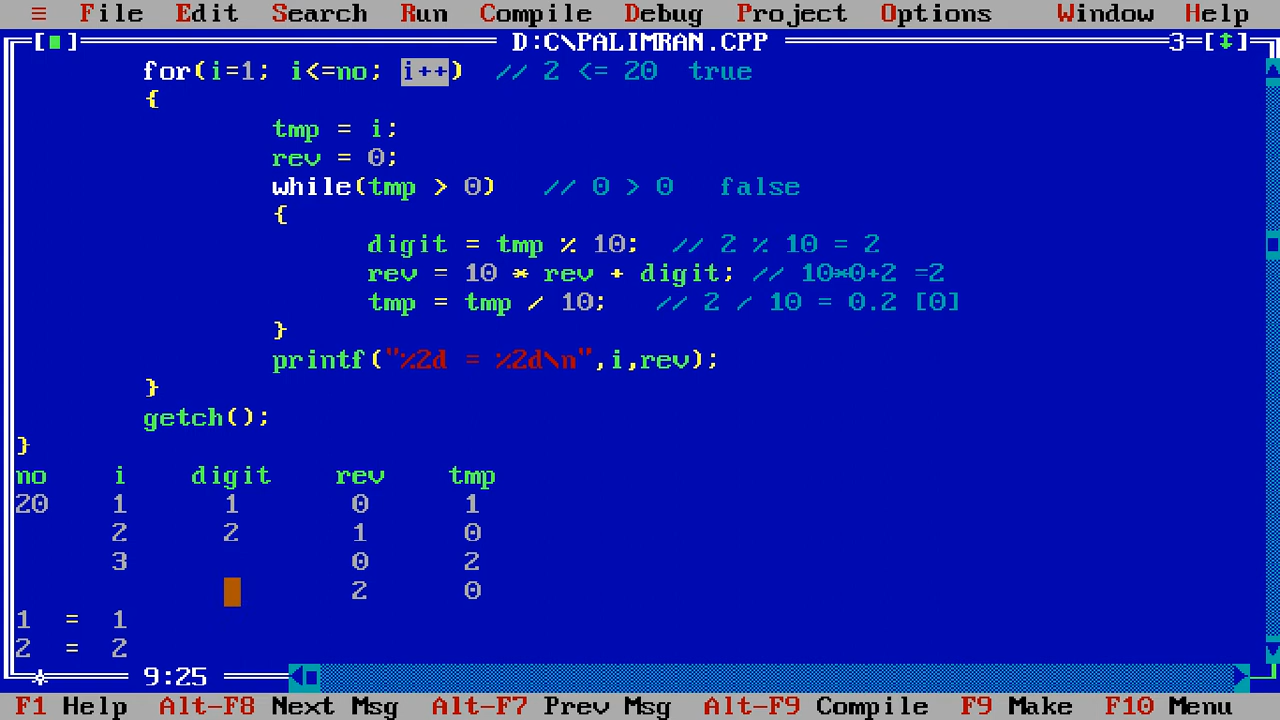 ≡ File Edit Search Run Compile Debug Project Options Window Help
[■] D:C\PALIMRAN.CPP 3=[↕]
for(i=1; i<=no; i++) // 2 <= 20 true
{
tmp = i;
rev = 0;
while(tmp > 0) // 0 > 0 false
{
digit = tmp % 10; // 2 % 10 = 2
rev = 10 * rev + digit; // 10*0+2 =2
tmp = tmp / 10; // 2 / 10 = 0.2 [0]
}
printf("%2d = %2d\n",i,rev);
}
getch();
}
no i digit rev tmp
20 1 1 0 1
2 2 1 0
3 0 2
2 0
1 = 1
2 = 2
9:25
F1 Help Alt-F8 Next Msg Alt-F7 Prev Msg Alt-F9 Compile F9 Make F10 Menu